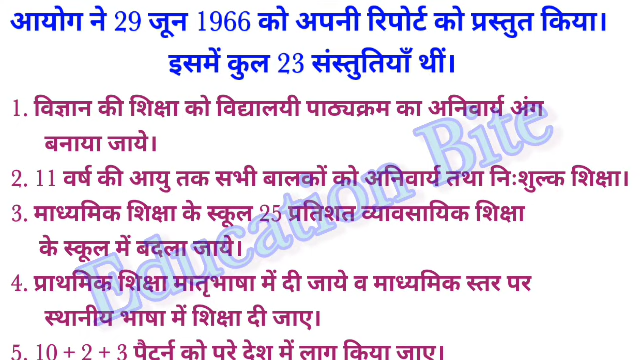 आयोग ने 29 जून 1966 को अपनी रिपोर्ट को प्रस्तुत किया।
इसमें कुल 23 संस्तुतियाँ थीं।
1. विज्ञान की शिक्षा को विद्यालयी पाठ्यक्रम का अनिवार्य अंग
बनाया जाये।
2. 11 वर्ष की आयु तक सभी बालकों को अनिवार्य तथा निःशुल्क शिक्षा।
3. माध्यमिक शिक्षा के स्कूल 25 प्रतिशत व्यावसायिक शिक्षा
के स्कूल में बदला जाये।
4. प्राथमिक शिक्षा मातृभाषा में दी जाये व माध्यमिक स्तर पर
स्थानीय भाषा में शिक्षा दी जाए।
5. 10 + 2 + 3 पैटर्न को पूरे देश में लागू किया जाए।
Education Bite